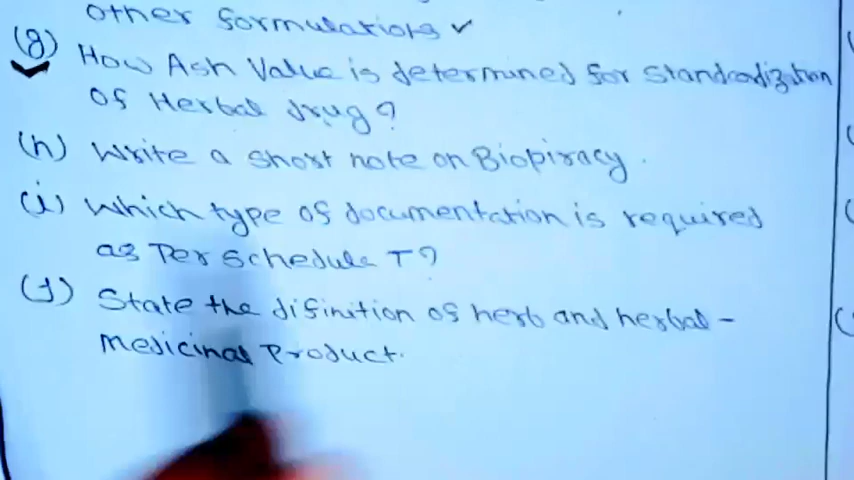 other formulations ✓
(g) How Ash Value is determined for Standardization
of Herbal drug?
(h) Write a short note on Biopiracy.
(i) Which type of documentation is required
as Per Schedule T?
(J) State the difinition of herb and herbal -
Medicinal Product.